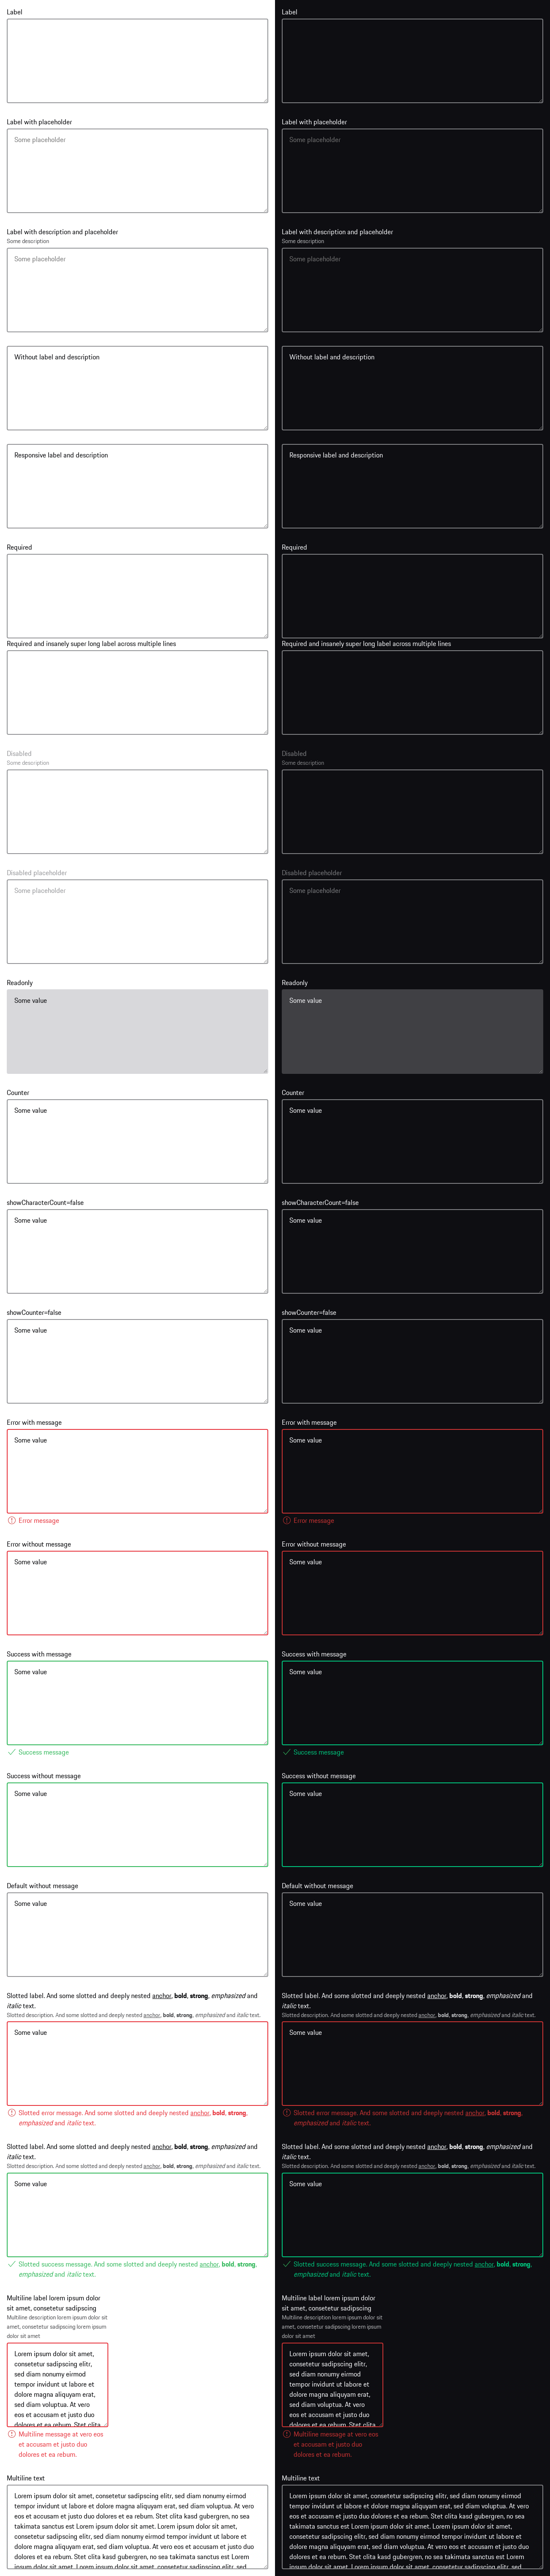 Label
Label with placeholder
Some placeholder
Label with description and placeholder
Some description
Some placeholder
Without label and description
Responsive label and description
Required
Required and insanely super long label across multiple lines
Disabled
Some description
Disabled placeholder
Some placeholder
Readonly
Some value
Counter
Some value
showCharacterCount=false
Some value
showCounter=false
Some value
Error with message
Some value
Error message
Error without message
Some value
Success with message
Some value
Success message
Success without message
Some value
Default without message
Some value
Slotted label. And some slotted and deeply nested anchor, bold, strong, emphasized and
italic text.
Slotted description. And some slotted and deeply nested anchor, bold, strong, emphasized and italic text.
Some value
Slotted error message. And some slotted and deeply nested anchor, bold, strong,
emphasized and italic text.
Slotted label. And some slotted and deeply nested anchor, bold, strong, emphasized and
italic text.
Slotted description. And some slotted and deeply nested anchor, bold, strong, emphasized and italic text.
Some value
Slotted success message. And some slotted and deeply nested anchor, bold, strong,
emphasized and italic text.
Multiline label lorem ipsum dolor
sit amet, consetetur sadipscing
Multiline description lorem ipsum dolor sit
amet, consetetur sadipscing lorem ipsum
dolor sit amet
Lorem ipsum dolor sit amet,
consetetur sadipscing elitr,
sed diam nonumy eirmod
tempor invidunt ut labore et
dolore magna aliquyam erat,
sed diam voluptua. At vero
eos et accusam et justo duo
dolores et ea rebum. Stet clita
Multiline message at vero eos
et accusam et justo duo
dolores et ea rebum.
Multiline text
Lorem ipsum dolor sit amet, consetetur sadipscing elitr, sed diam nonumy eirmod
tempor invidunt ut labore et dolore magna aliquyam erat, sed diam voluptua. At vero
eos et accusam et justo duo dolores et ea rebum. Stet clita kasd gubergren, no sea
takimata sanctus est Lorem ipsum dolor sit amet. Lorem ipsum dolor sit amet,
consetetur sadipscing elitr, sed diam nonumy eirmod tempor invidunt ut labore et
dolore magna aliquyam erat, sed diam voluptua. At vero eos et accusam et justo duo
dolores et ea rebum. Stet clita kasd gubergren, no sea takimata sanctus est Lorem
ipsum dolor sit amet. Lorem ipsum dolor sit amet, consetetur sadipscing elitr, sed
Label
Label with placeholder
Some placeholder
Label with description and placeholder
Some description
Some placeholder
Without label and description
Responsive label and description
Required
Required and insanely super long label across multiple lines
Disabled
Some description
Disabled placeholder
Some placeholder
Readonly
Some value
Counter
Some value
showCharacterCount=false
Some value
showCounter=false
Some value
Error with message
Some value
Error message
Error without message
Some value
Success with message
Some value
Success message
Success without message
Some value
Default without message
Some value
Slotted label. And some slotted and deeply nested anchor, bold, strong, emphasized and
italic text.
Slotted description. And some slotted and deeply nested anchor, bold, strong, emphasized and italic text.
Some value
Slotted error message. And some slotted and deeply nested anchor, bold, strong,
emphasized and italic text.
Slotted label. And some slotted and deeply nested anchor, bold, strong, emphasized and
italic text.
Slotted description. And some slotted and deeply nested anchor, bold, strong, emphasized and italic text.
Some value
Slotted success message. And some slotted and deeply nested anchor, bold, strong,
emphasized and italic text.
Multiline label lorem ipsum dolor
sit amet, consetetur sadipscing
Multiline description lorem ipsum dolor sit
amet, consetetur sadipscing lorem ipsum
dolor sit amet
Lorem ipsum dolor sit amet,
consetetur sadipscing elitr,
sed diam nonumy eirmod
tempor invidunt ut labore et
dolore magna aliquyam erat,
sed diam voluptua. At vero
eos et accusam et justo duo
dolores et ea rebum. Stet clita
Multiline message at vero eos
et accusam et justo duo
dolores et ea rebum.
Multiline text
Lorem ipsum dolor sit amet, consetetur sadipscing elitr, sed diam nonumy eirmod
tempor invidunt ut labore et dolore magna aliquyam erat, sed diam voluptua. At vero
eos et accusam et justo duo dolores et ea rebum. Stet clita kasd gubergren, no sea
takimata sanctus est Lorem ipsum dolor sit amet. Lorem ipsum dolor sit amet,
consetetur sadipscing elitr, sed diam nonumy eirmod tempor invidunt ut labore et
dolore magna aliquyam erat, sed diam voluptua. At vero eos et accusam et justo duo
dolores et ea rebum. Stet clita kasd gubergren, no sea takimata sanctus est Lorem
ipsum dolor sit amet. Lorem ipsum dolor sit amet, consetetur sadipscing elitr, sed